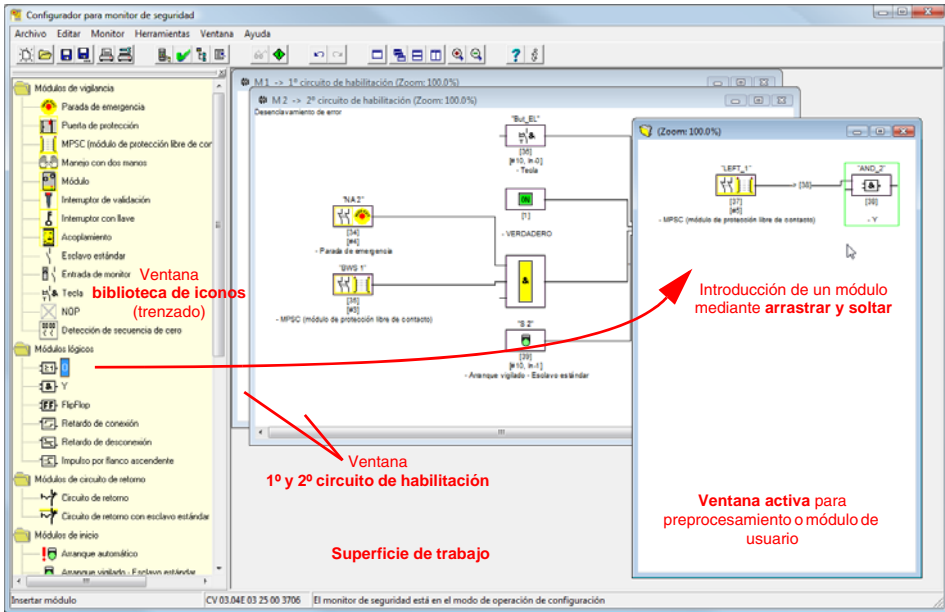 Configurador para monitor de seguridad
Archivo Editar Monitor Herramientas Ventana Ayuda
Módulos de vigilancia
Parada de emergencia
Puerta de protección
MPSC (módulo de protección libre de cor
Manejo con dos manos
Módulo
Interruptor de validación
Interruptor con llave
Acoplamiento
Esclavo estándar
Entrada de monitor
Tecla
NOP
Detección de secuencia de cero
Módulos lógicos
O
Y
FlipFlop
Retardo de conexión
Retardo de desconexión
Impulso por flanco ascendente
Módulos de circuito de retorno
Circuito de retorno
Circuito de retorno con esclavo estándar
Módulos de inicio
Arranque automático
Arranque vigilado - Esclavo estándar
Ventana
biblioteca de iconos
(trenzado)
M 1 -> 1º circuito de habilitación (Zoom: 100.0%)
M 2 -> 2º circuito de habilitación (Zoom: 100.0%)
Desenclavamiento de error
"But_EL"
[36]
[#10, In-0]
- Tecla
"NA 2"
[34]
[#4]
- Parada de emergencia
ON
[1]
- VERDADERO
"BWS 1"
[35]
[#3]
- MPSC (módulo de protección libre de contacto)
&
"S 2"
[39]
[#10, In-1]
- Arranque vigilado - Esclavo estándar
(Zoom: 100.0%)
"LEFT_1"
[37]
[#5]
- MPSC (módulo de protección libre de contacto)
[38]
"AND_2"
&
[38]
- Y
Introducción de un módulo
mediante arrastrar y soltar
Ventana
1º y 2º circuito de habilitación
Ventana activa para
preprocesamiento o módulo de
usuario
Superficie de trabajo
Insertar módulo
CV 03.04E 03 25 00 3706
El monitor de seguridad está en el modo de operación de configuración